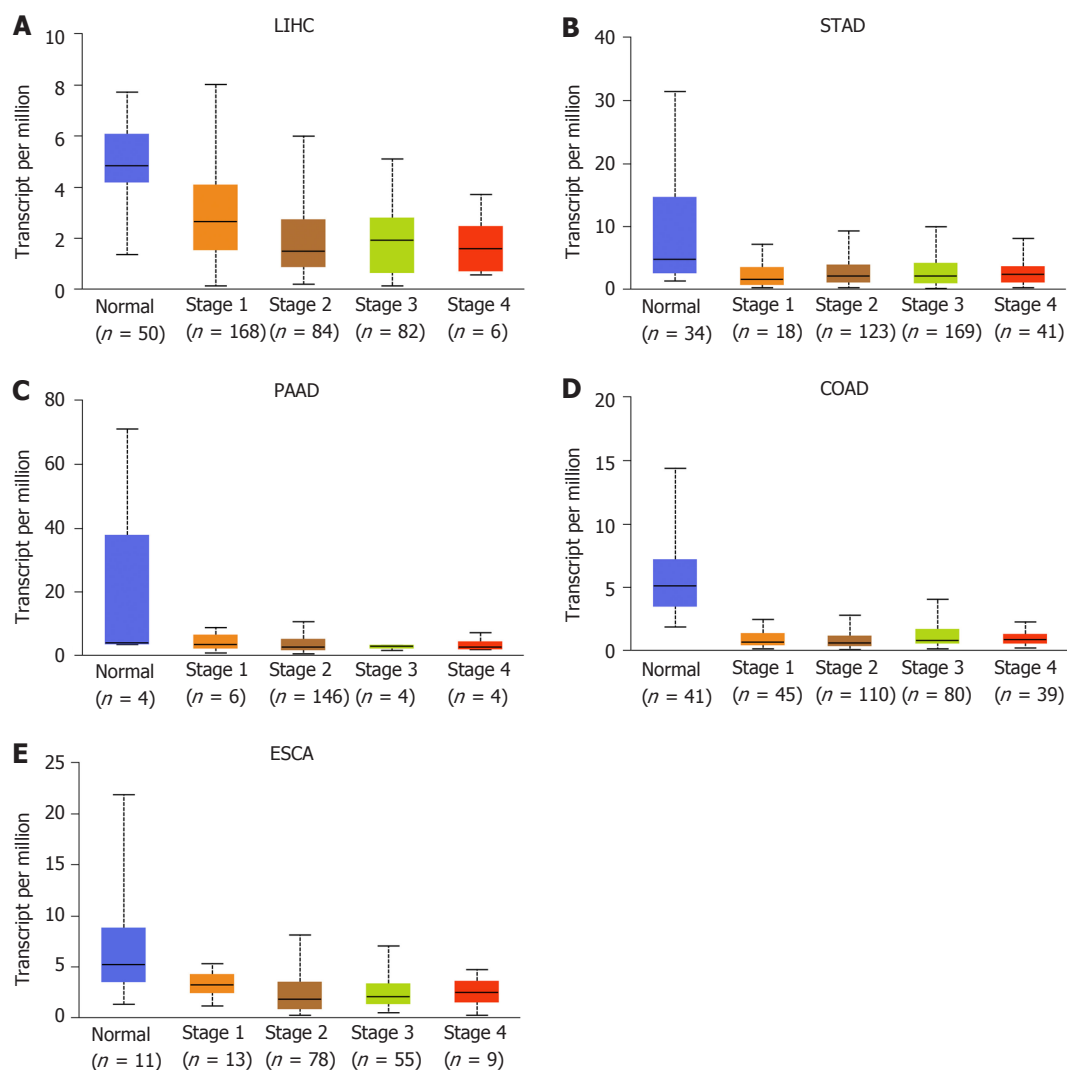 A
LIHC
Transcript per million
10
8
6
4
2
0
Normal Stage 1 Stage 2 Stage 3 Stage 4
(n = 50) (n = 168) (n = 84) (n = 82) (n = 6)
B
STAD
Transcript per million
40
30
20
10
0
Normal Stage 1 Stage 2 Stage 3 Stage 4
(n = 34) (n = 18) (n = 123) (n = 169) (n = 41)
C
PAAD
Transcript per million
80
60
40
20
0
Normal Stage 1 Stage 2 Stage 3 Stage 4
(n = 4) (n = 6) (n = 146) (n = 4) (n = 4)
D
COAD
Transcript per million
20
15
10
5
0
Normal Stage 1 Stage 2 Stage 3 Stage 4
(n = 41) (n = 45) (n = 110) (n = 80) (n = 39)
E
ESCA
Transcript per million
25
20
15
10
5
0
Normal Stage 1 Stage 2 Stage 3 Stage 4
(n = 11) (n = 13) (n = 78) (n = 55) (n = 9)